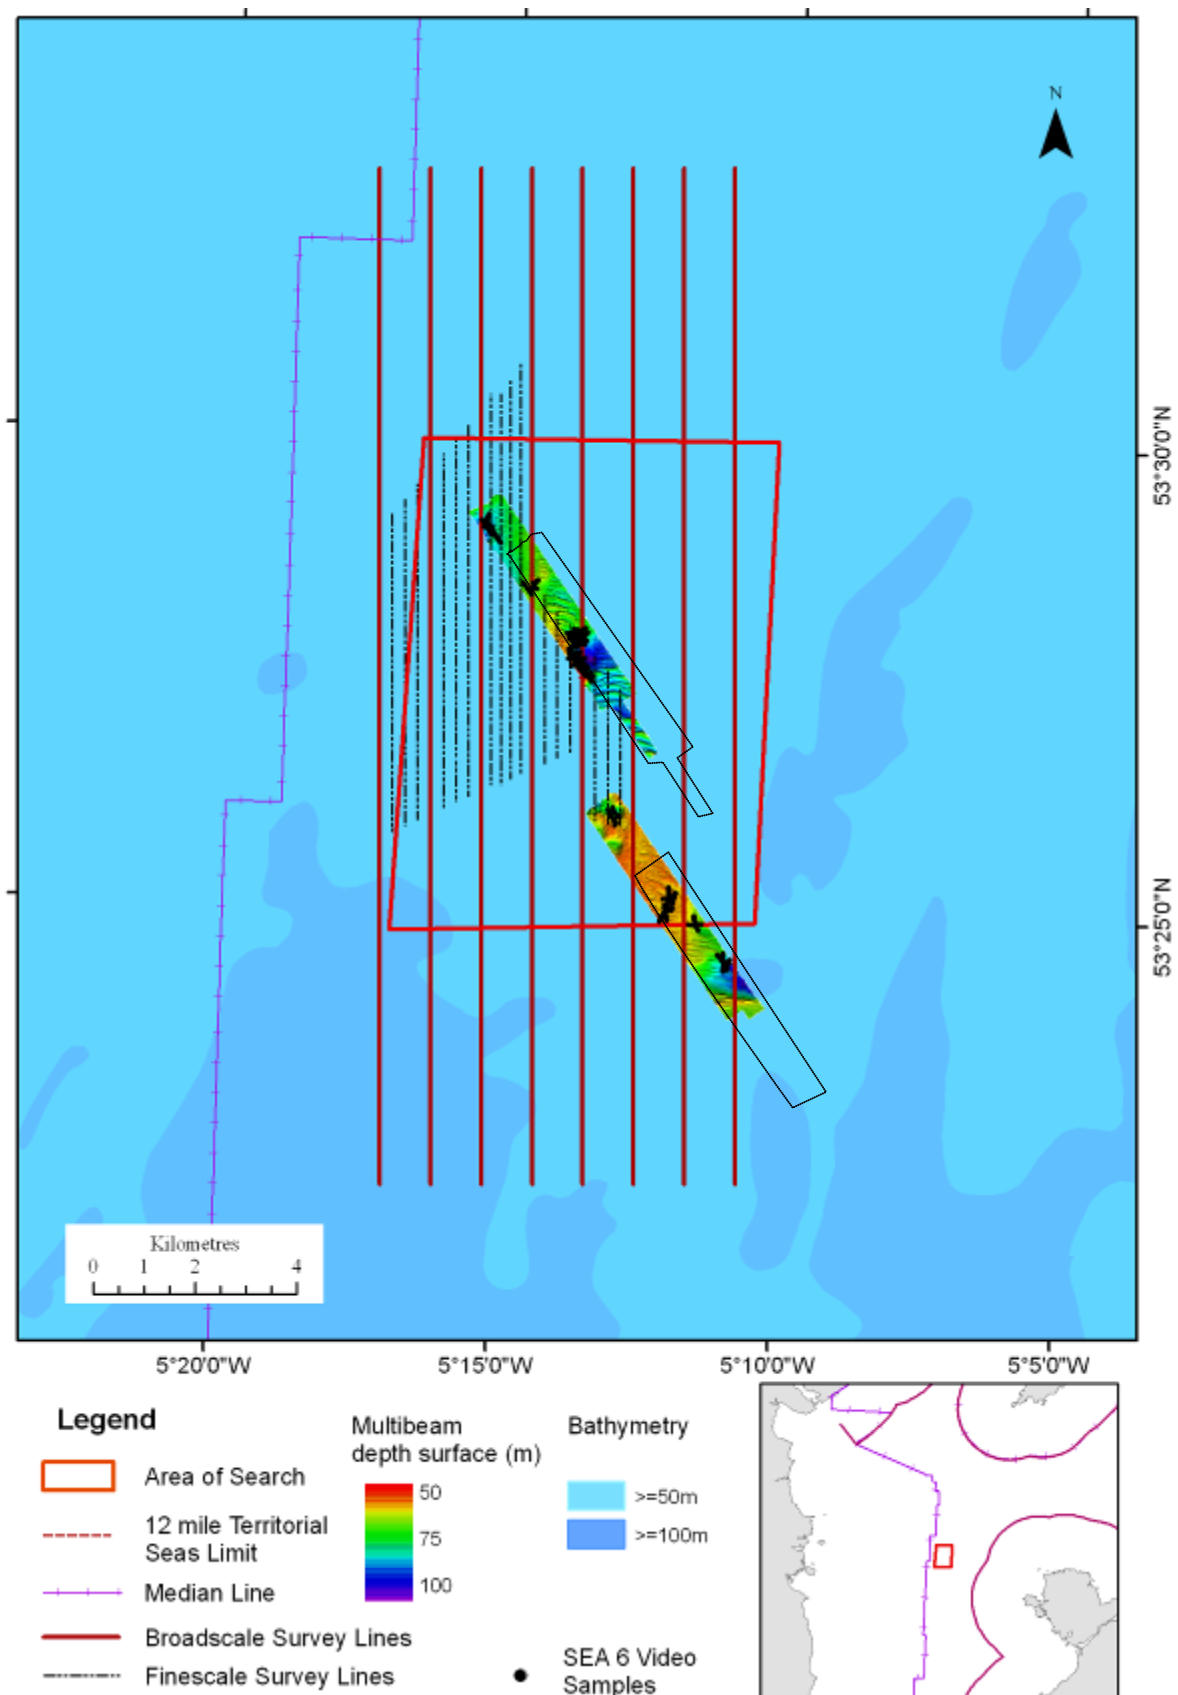 N
53°30'0"N
53°25'0"N
Kilometres
0 1 2 4
5°20'0"W 5°15'0"W 5°10'0"W 5°5'0"W
Legend
Area of Search
12 mile Territorial
Seas Limit
Median Line
Broadscale Survey Lines
Finescale Survey Lines
Multibeam
depth surface (m)
50
75
100
Bathymetry
>=50m
>=100m
SEA 6 Video
Samples